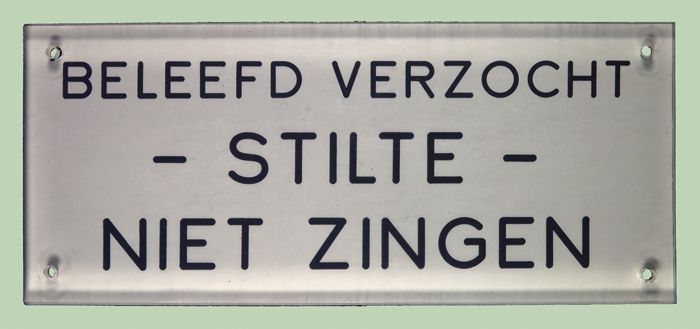 BELEEFD VERZOCHT
- STILTE -
NIET ZINGEN